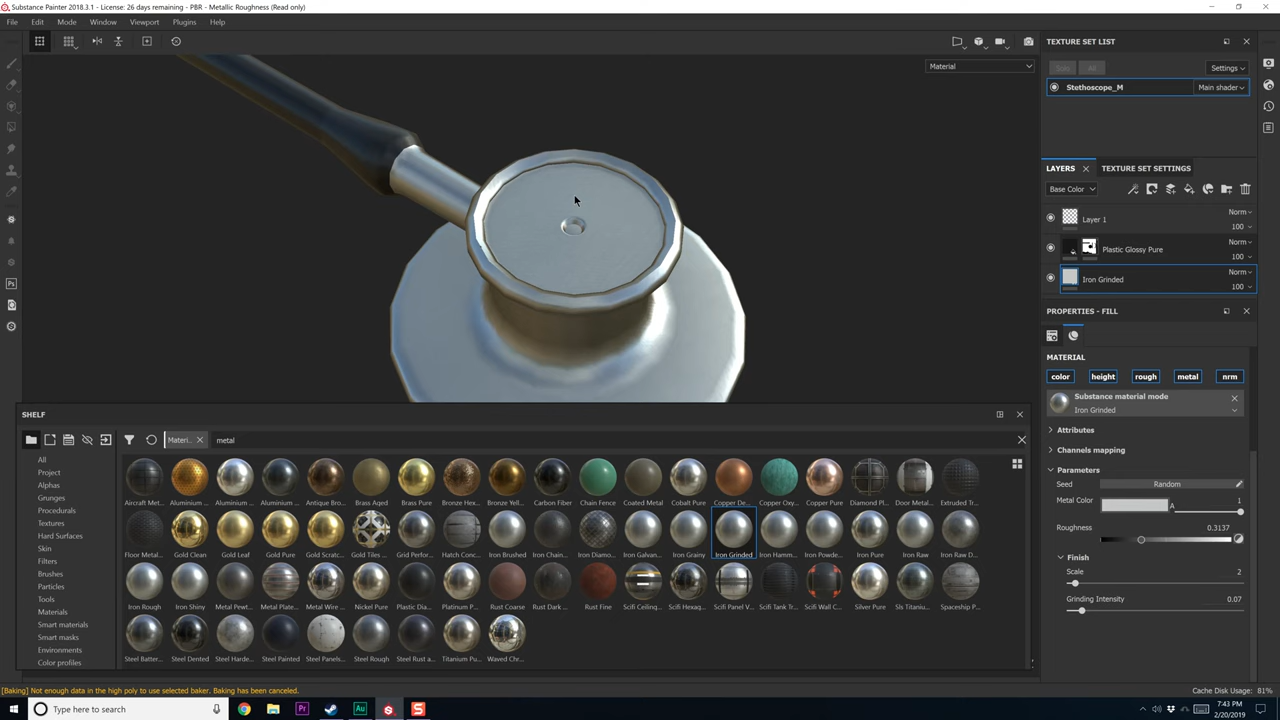 Substance Painter 2018.3.1 - License: 26 days remaining - PBR - Metallic Roughness (Read only)
File Edit Mode Window Viewport Plugins Help
Material
TEXTURE SET LIST
Solo All Settings
Stethoscope_M Main shader
LAYERS TEXTURE SET SETTINGS
Base Color
Layer 1 Norm 100
Plastic Glossy Pure Norm 100
Iron Grinded Norm 100
PROPERTIES - FILL
MATERIAL
color height rough metal nrm
Substance material mode
Iron Grinded
Attributes
Channels mapping
Parameters
Seed Random
Metal Color A 1
Roughness 0.3137
Finish
Scale 2
Grinding Intensity 0.07
SHELF
Materi... metal
All
Project
Alphas
Grunges
Procedurals
Textures
Hard Surfaces
Skin
Filters
Brushes
Particles
Tools
Materials
Smart materials
Smart masks
Environments
Color profiles
Aircraft Met... Aluminium ... Aluminium ... Aluminium ... Antique Bro... Brass Aged Brass Pure Bronze Hex... Bronze Yell... Carbon Fiber Chain Fence Coated Metal Cobalt Pure Copper De... Copper Oxy... Copper Pure Diamond Pl... Door Metal... Extruded Tr...
Floor Metal... Gold Clean Gold Leaf Gold Pure Gold Scratc... Gold Tiles ... Grid Perfor... Hatch Conc... Iron Brushed Iron Chain... Iron Diamo... Iron Galvan... Iron Grainy Iron Grinded Iron Hamm... Iron Powde... Iron Pure Iron Raw Iron Raw D...
Iron Rough Iron Shiny Metal Pewt... Metal Plate... Metal Wire ... Nickel Pure Plastic Dia... Platinum P... Rust Coarse Rust Dark ... Rust Fine Scifi Ceiling... Scifi Hexag... Scifi Panel V... Scifi Tank Tr... Scifi Wall C... Silver Pure Sls Titaniu... Spaceship P...
Steel Batter... Steel Dented Steel Harde... Steel Painted Steel Panels... Steel Rough Steel Rust a... Titanium Pu... Waved Chr...
[Baking] Not enough data in the high poly to use selected baker. Baking has been canceled.
Cache Disk Usage: 81%
Type here to search
Pr
Au
S
7:43 PM
2/20/2019